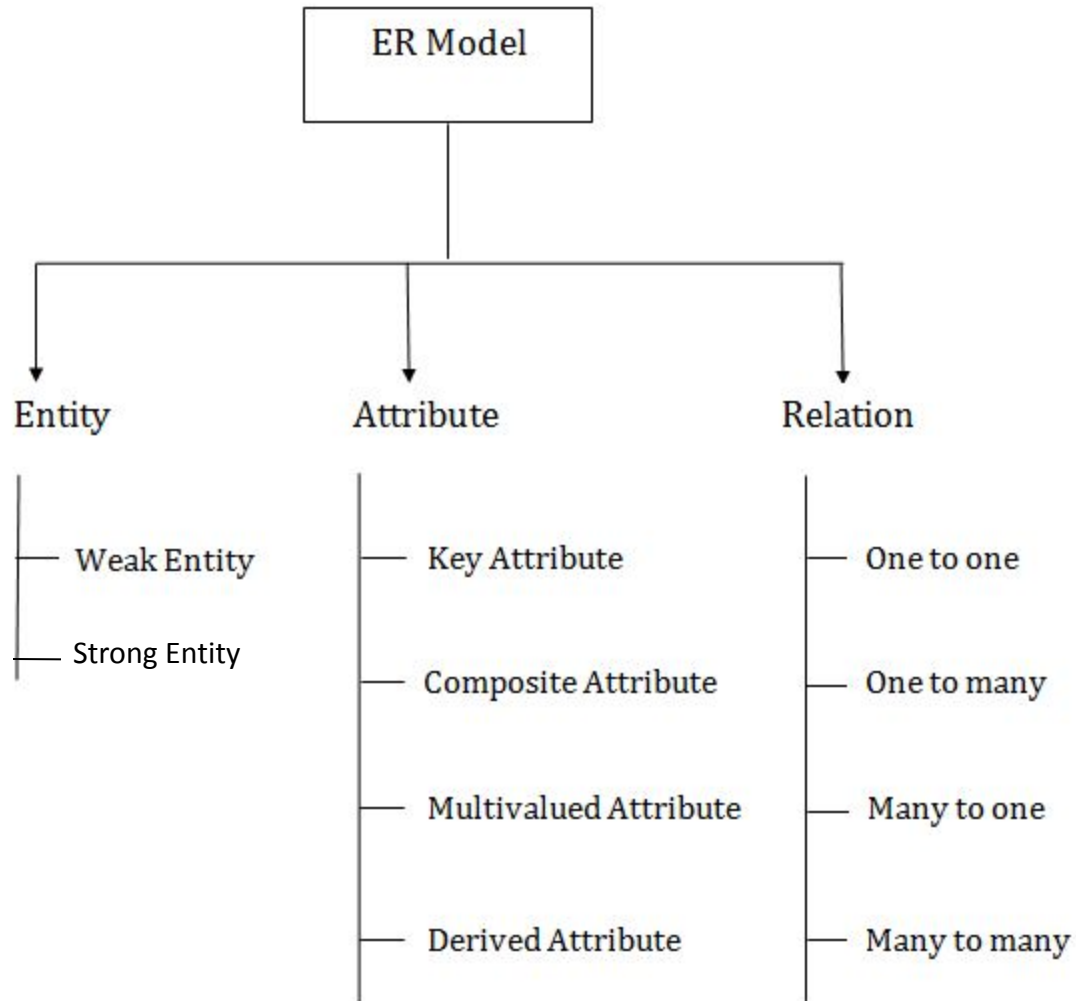 ER Model
Entity
Attribute
Relation
Weak Entity
Strong Entity
Key Attribute
Composite Attribute
Multivalued Attribute
Derived Attribute
One to one
One to many
Many to one
Many to many